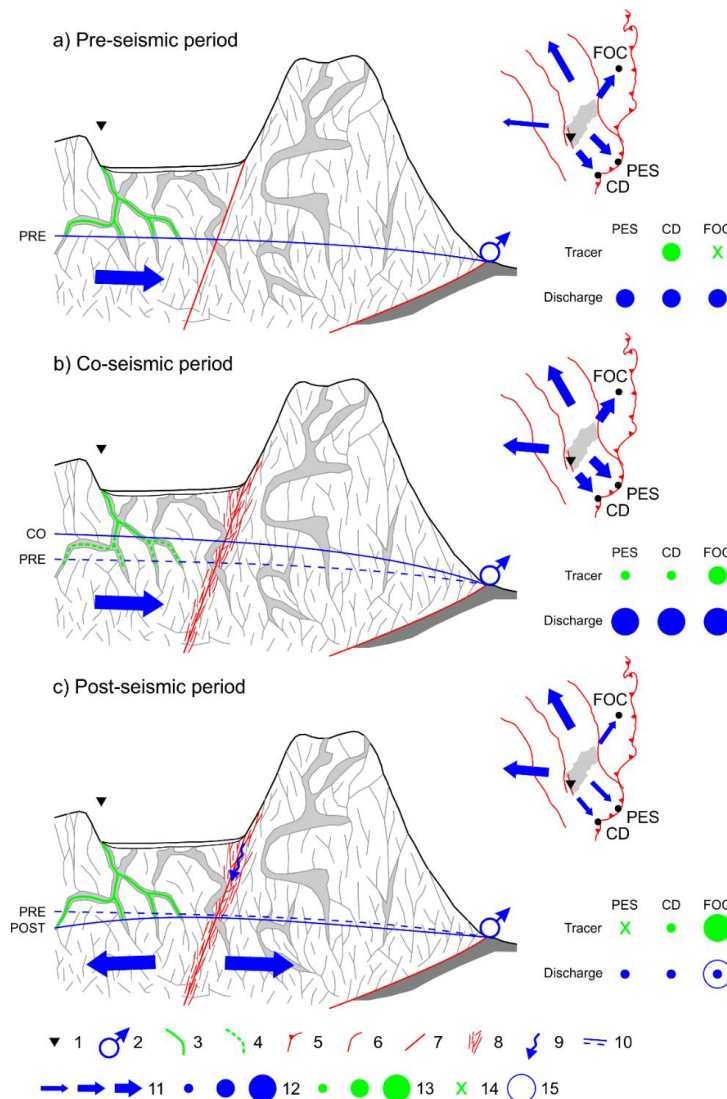 a) Pre-seismic period
FOC
PES
CD
PRE
PES CD FOC
Tracer X
Discharge
b) Co-seismic period
FOC
PES
CD
CO
PRE
PES CD FOC
Tracer
Discharge
c) Post-seismic period
FOC
PES
CD
PRE
POST
PES CD FOC
Tracer X
Discharge
1 2 3 4 5 6 7 8 9 10
11 12 13 X 14 15